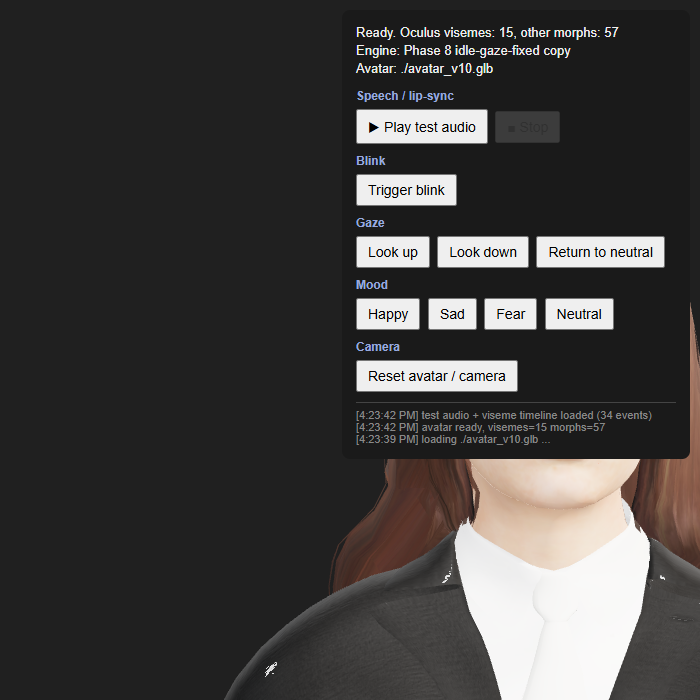 Ready. Oculus visemes: 15, other morphs: 57
Engine: Phase 8 idle-gaze-fixed copy
Avatar: ./avatar_v10.glb
Speech / lip-sync
▶ Play test audio
■ Stop
Blink
Trigger blink
Gaze
Look up
Look down
Return to neutral
Mood
Happy
Sad
Fear
Neutral
Camera
Reset avatar / camera
[4:23:42 PM] test audio + viseme timeline loaded (34 events)
[4:23:42 PM] avatar ready, visemes=15 morphs=57
[4:23:39 PM] loading ./avatar_v10.glb ...